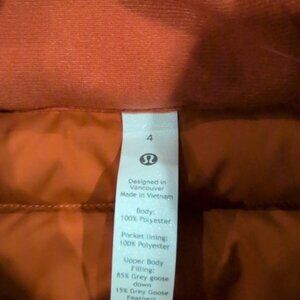 4
Designed in
Vancouver
Made in Vietnam
Body:
100% Polyester
Pocket lining:
100% Polyester
Upper Body
Filling:
85% Grey goose
down
15% Grey Goose
Feathers